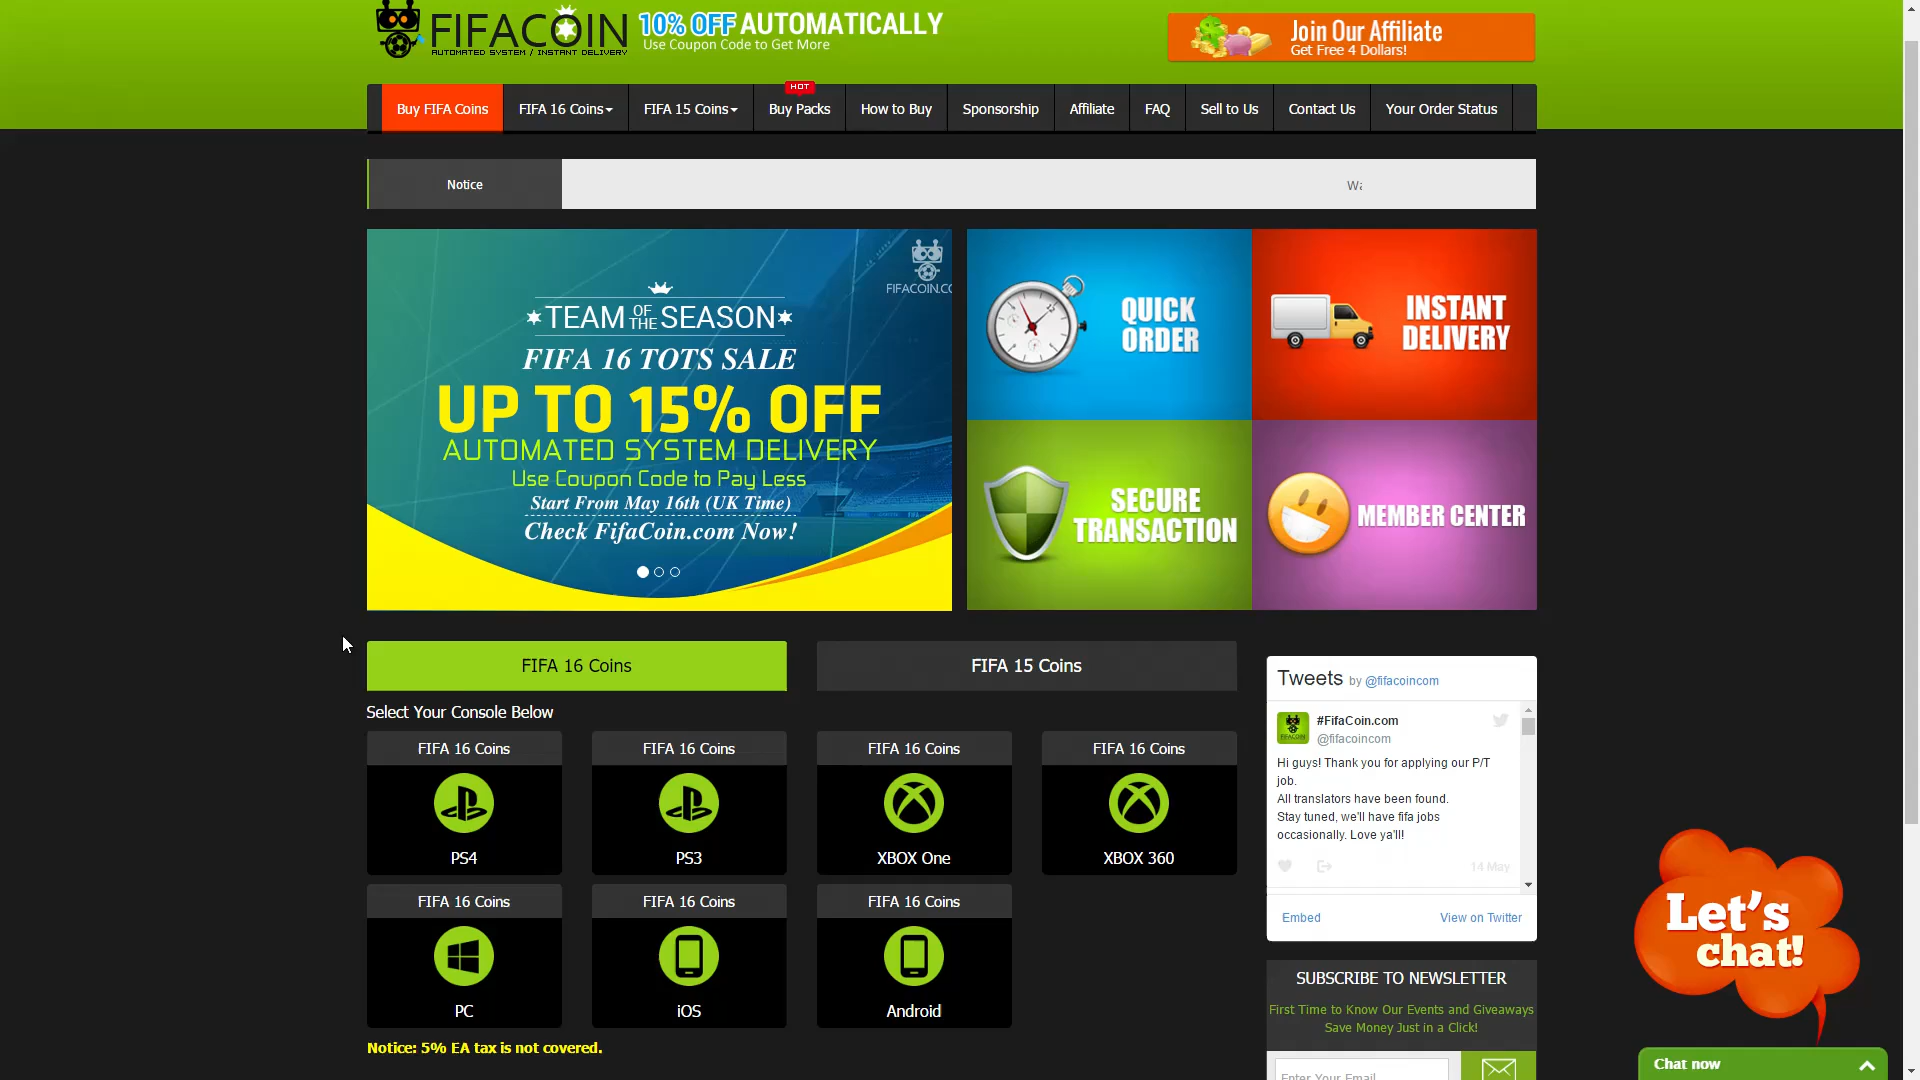 FIFACOIN
AUTOMATED SYSTEM / INSTANT DELIVERY
10% OFF AUTOMATICALLY
Use Coupon Code to Get More
Join Our Affiliate
Get Free 4 Dollars!
HOT
Buy FIFA Coins
FIFA 16 Coins
FIFA 15 Coins
Buy Packs
How to Buy
Sponsorship
Affiliate
FAQ
Sell to Us
Contact Us
Your Order Status
Notice
FIFACOIN.CO
TEAM OF THE SEASON
FIFA 16 TOTS SALE
UP TO 15% OFF
AUTOMATED SYSTEM DELIVERY
Use Coupon Code to Pay Less
Start From May 16th (UK Time)
Check FifaCoin.com Now!
QUICK
ORDER
INSTANT
DELIVERY
SECURE
TRANSACTION
MEMBER CENTER
FIFA 16 Coins
FIFA 15 Coins
Select Your Console Below
FIFA 16 Coins
PS4
FIFA 16 Coins
PS3
FIFA 16 Coins
XBOX One
FIFA 16 Coins
XBOX 360
FIFA 16 Coins
PC
FIFA 16 Coins
iOS
FIFA 16 Coins
Android
Notice: 5% EA tax is not covered.
Tweets by @fifacoincom
#FifaCoin.com
@fifacoincom
Hi guys! Thank you for applying our P/T
job.
All translators have been found.
Stay tuned, we'll have fifa jobs
occasionally. Love ya'll!
14 May
Embed
View on Twitter
SUBSCRIBE TO NEWSLETTER
First Time to Know Our Events and Giveaways
Save Money Just in a Click!
Enter Your Email
Let's
chat!
Chat now